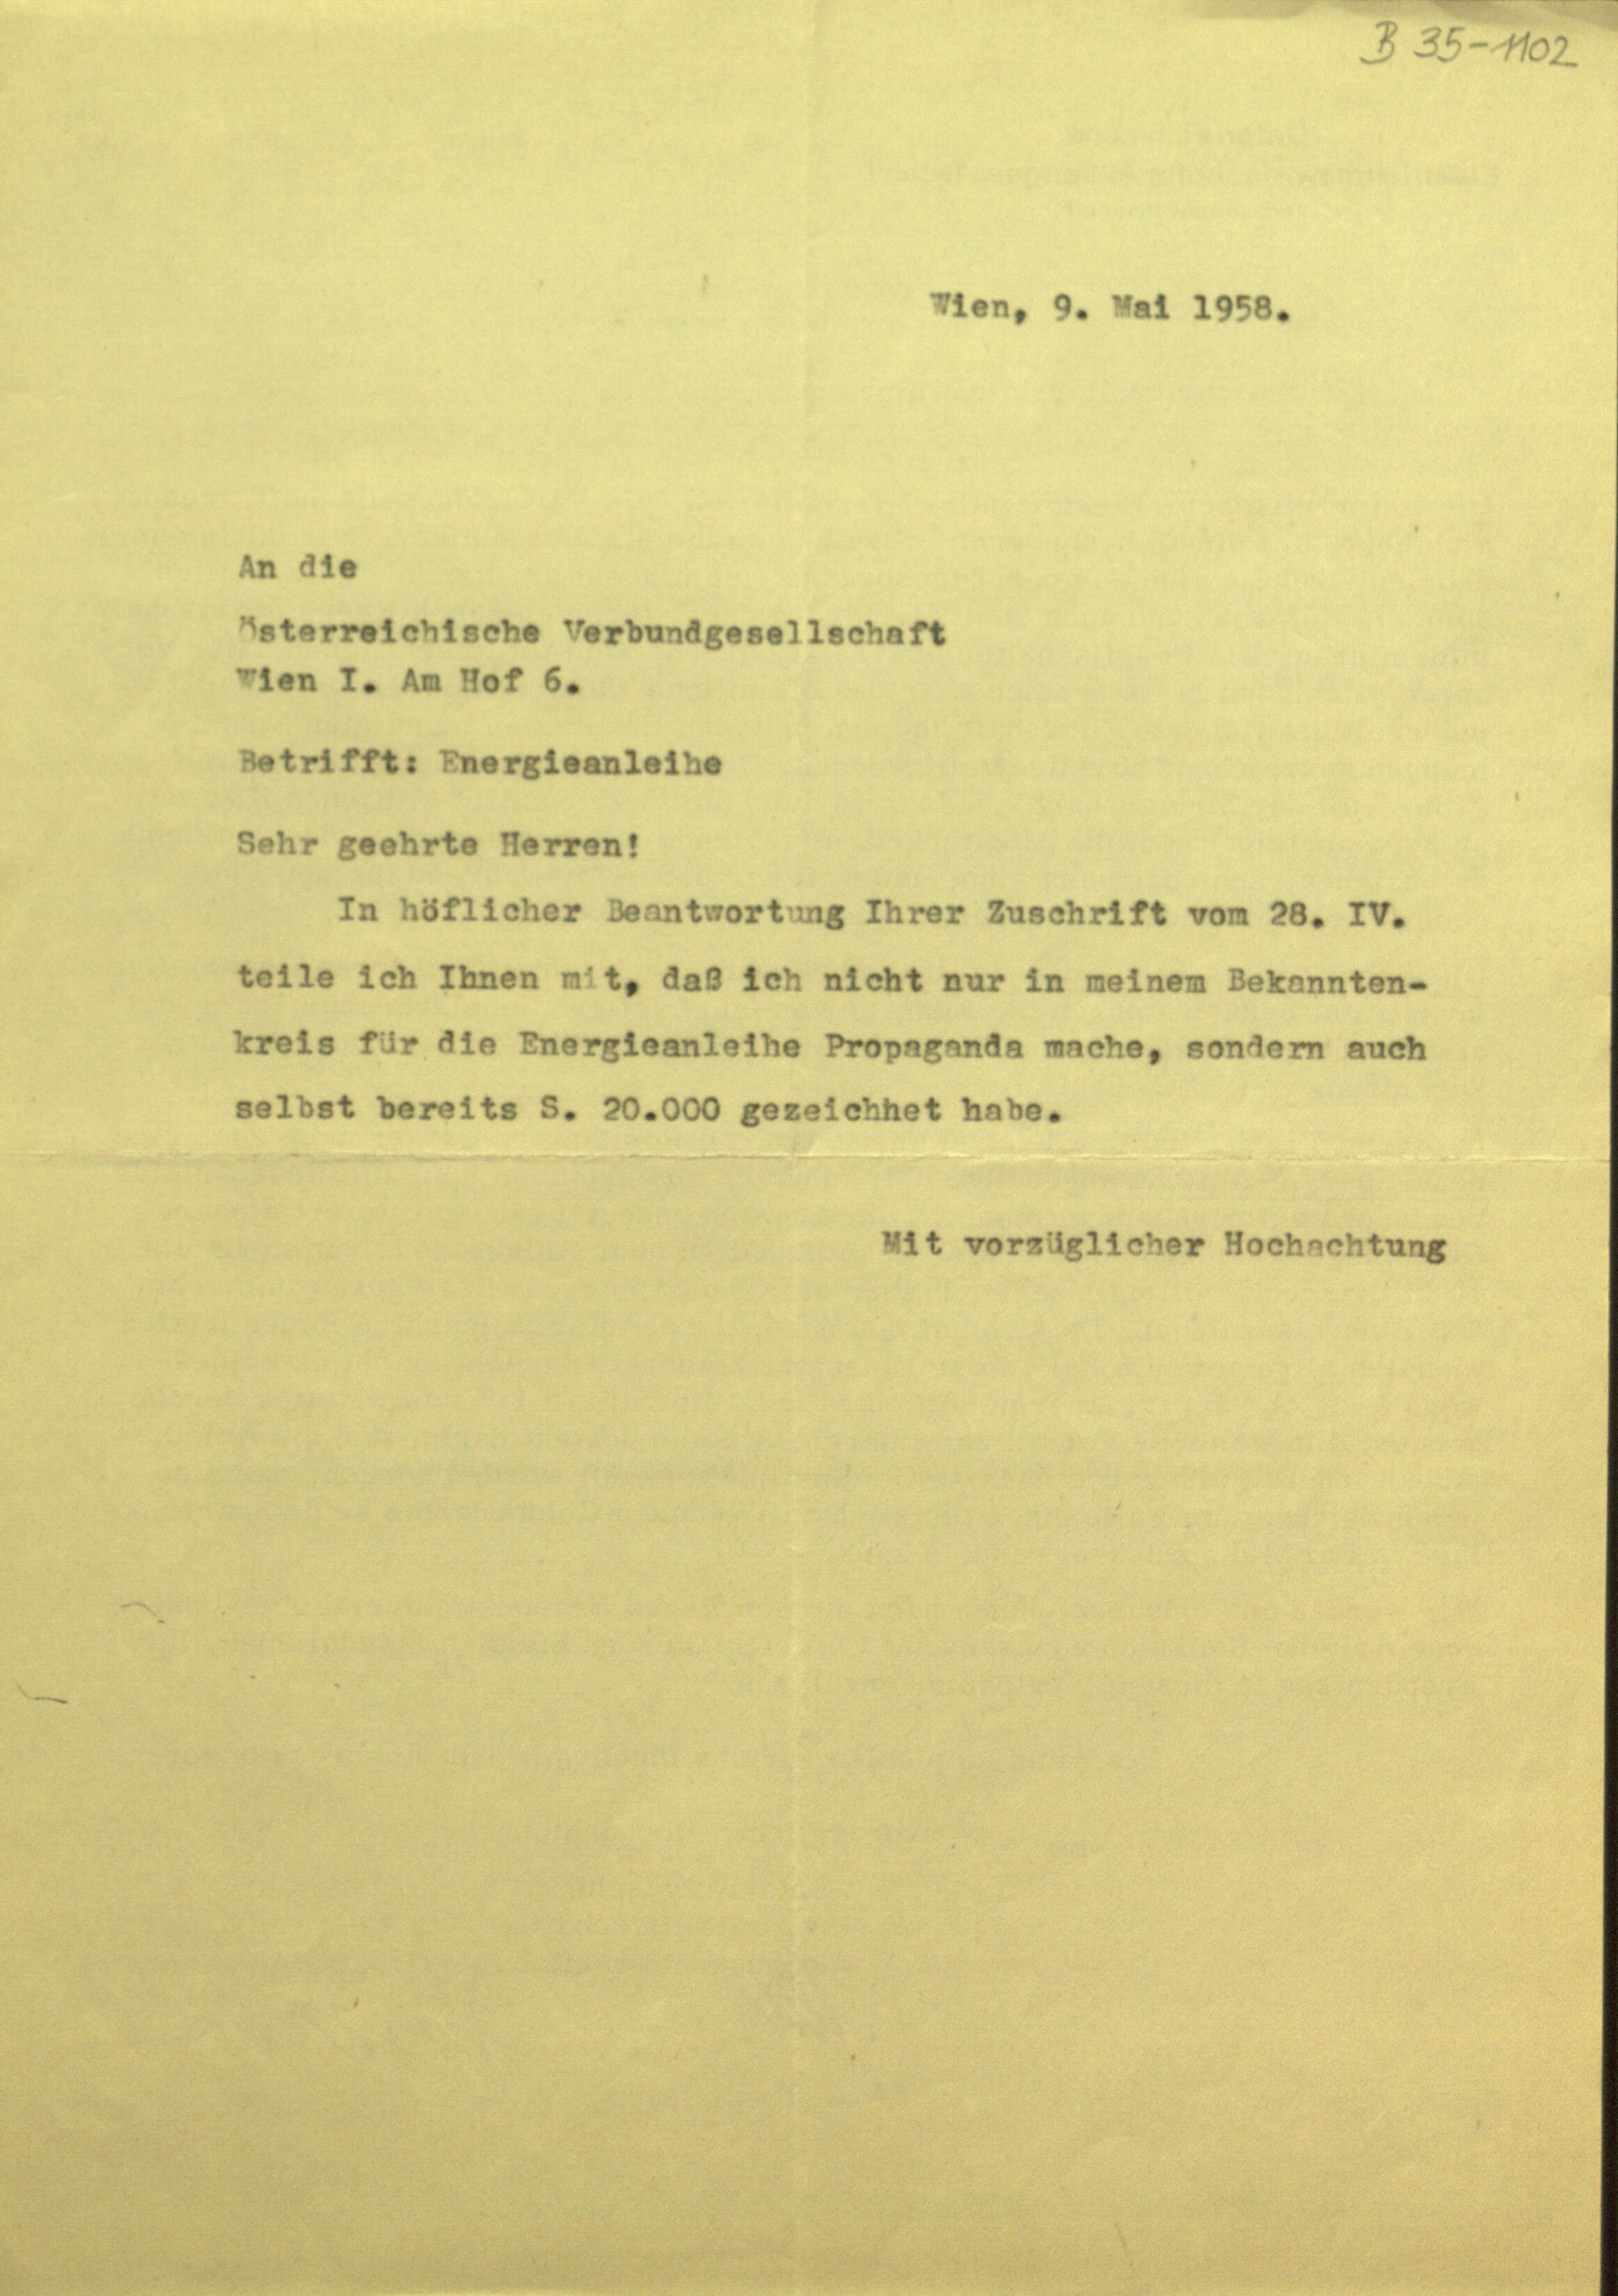 B 35-1102
Wien, 9. Mai 1958.
An die
Österreichische Verbundgesellschaft
Wien I. Am Hof 6.
Betrifft: Energieanleihe
Sehr geehrte Herren!
In höflicher Beantwortung Ihrer Zuschrift vom 28. IV.
teile ich Ihnen mit, daß ich nicht nur in meinem Bekannten-
kreis für die Energieanleihe Propaganda mache, sondern auch
selbst bereits S. 20.000 gezeichnet habe.
Mit vorzüglicher Hochachtung